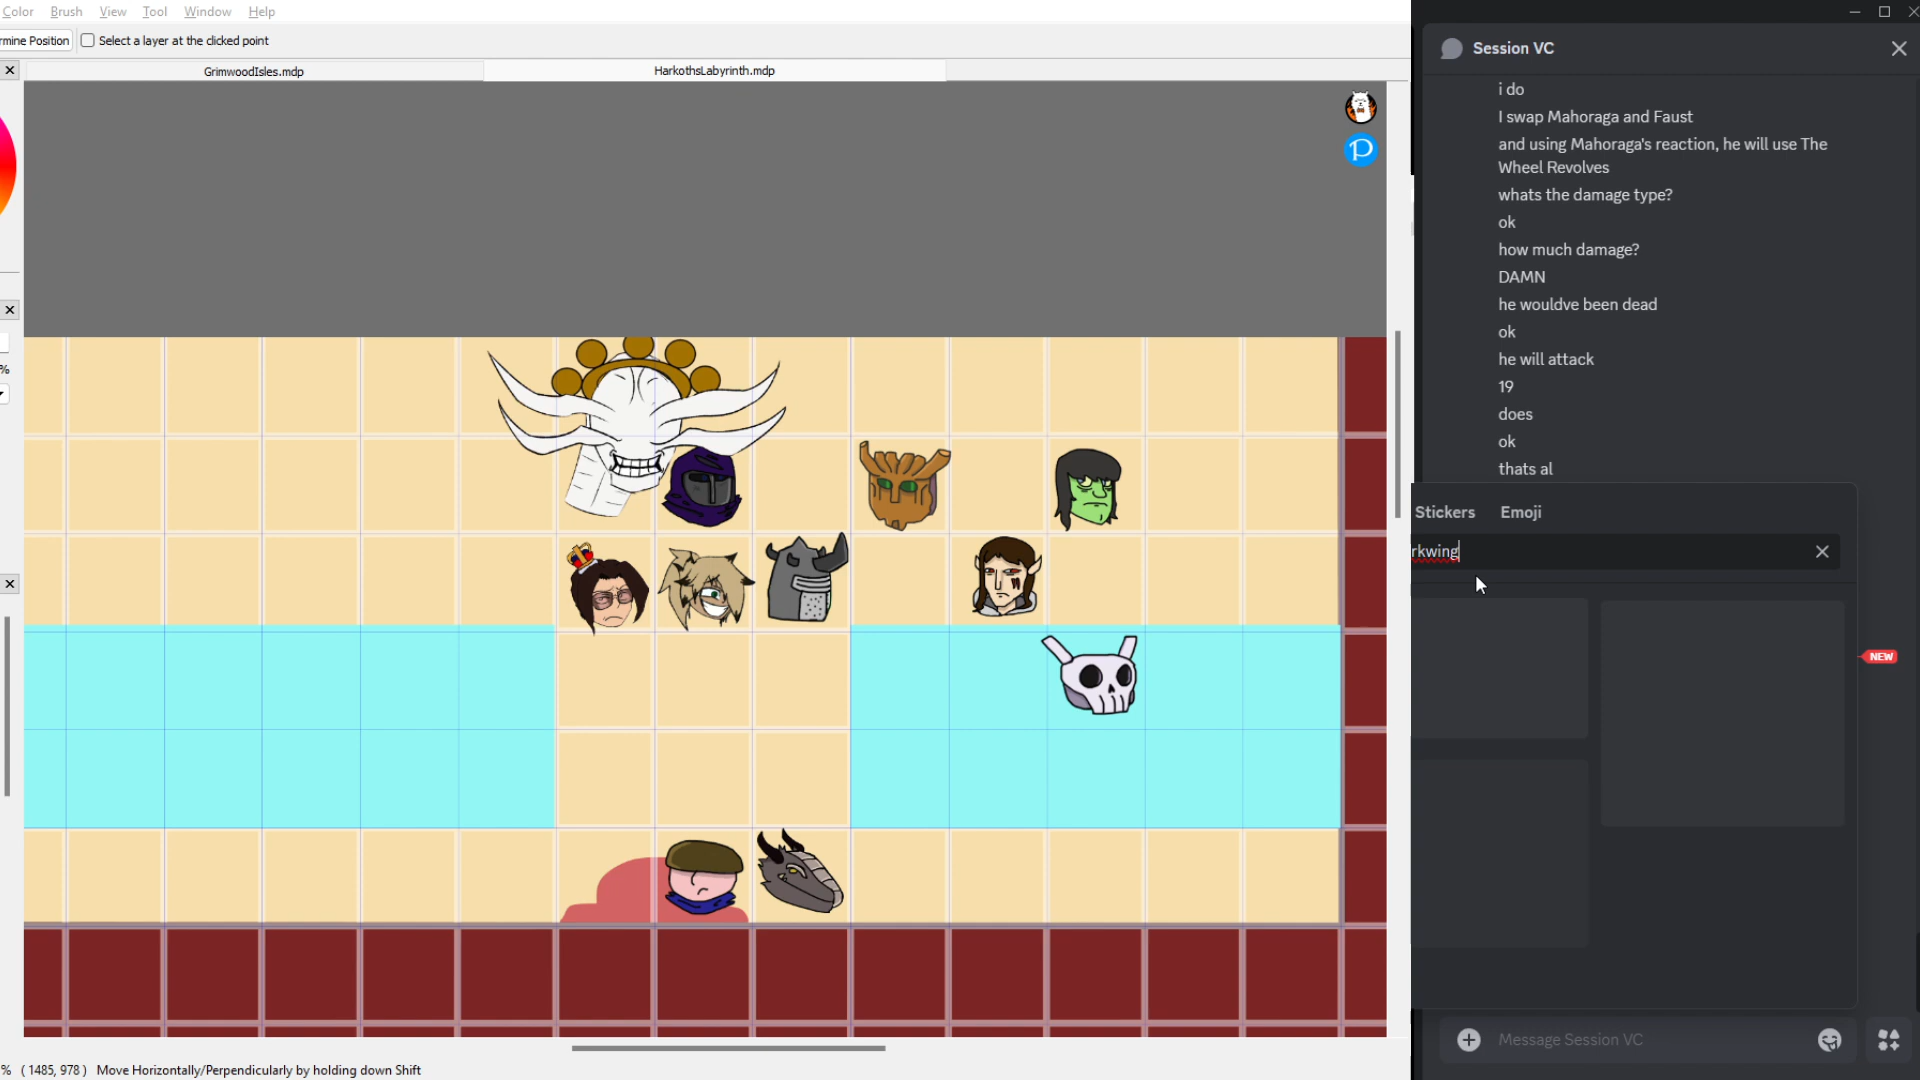 Color Brush View Tool Window Help
rmine Position Select a layer at the clicked point
GrimwoodIsles.mdp HarkothsLabyrinth.mdp
P
%
% ( 1485, 978 ) Move Horizontally/Perpendicularly by holding down Shift
Session VC
i do
I swap Mahoraga and Faust
and using Mahoraga's reaction, he will use The
Wheel Revolves
whats the damage type?
ok
how much damage?
DAMN
he wouldve been dead
ok
he will attack
19
does
ok
thats al
Stickers Emoji
rkwing
NEW
Message Session VC